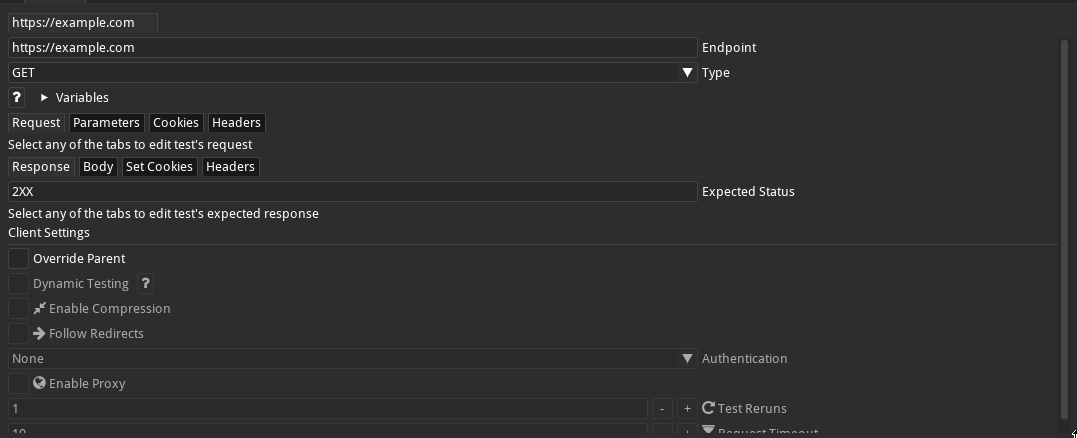 https://example.com
https://example.com Endpoint
GET Type
? Variables
Request Parameters Cookies Headers
Select any of the tabs to edit test's request
Response Body Set Cookies Headers
2XX Expected Status
Select any of the tabs to edit test's expected response
Client Settings
Override Parent
Dynamic Testing ?
Enable Compression
Follow Redirects
None Authentication
Enable Proxy
1 - + Test Reruns
10 - + Request Timeout